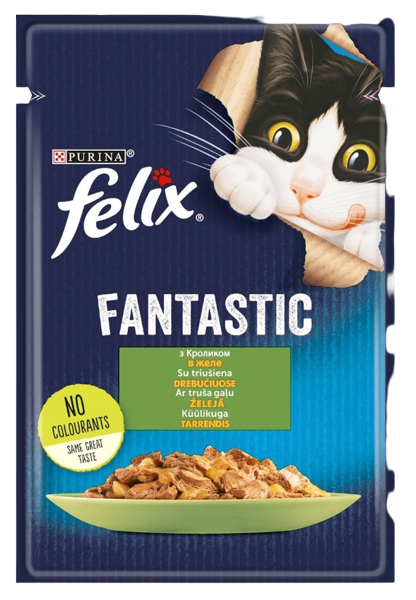 PURINA®
felix®
FANTASTIC
з Кроликом
в желе
Su triušiena
DREBUČIUOSE
Ar truša gaļu
ŽELEJĀ
Küülikuga
TARRENDIS
NO
COLOURANTS
SAME GREAT
TASTE